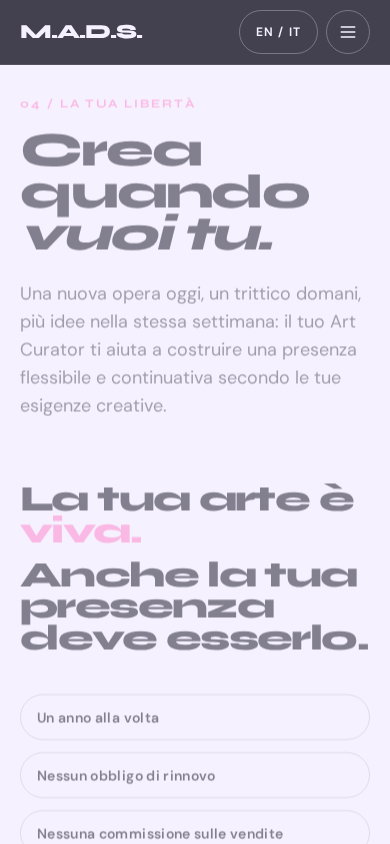 M.A.D.S.
EN / IT
04 / LA TUA LIBERTÀ
Crea
quando
vuoi tu.
Una nuova opera oggi, un trittico domani,
più idee nella stessa settimana: il tuo Art
Curator ti aiuta a costruire una presenza
flessibile e continuativa secondo le tue
esigenze creative.
La tua arte è
viva.
Anche la tua
presenza
deve esserlo.
Un anno alla volta
Nessun obbligo di rinnovo
Nessuna commissione sulle vendite